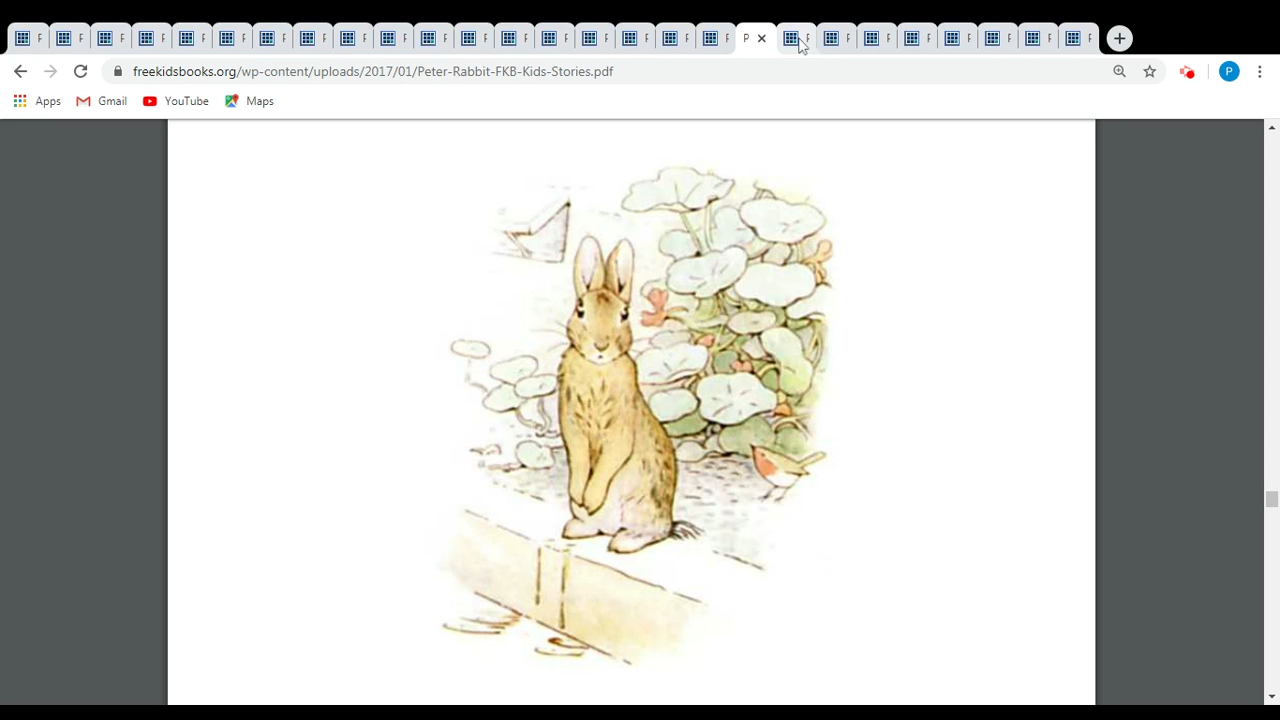 P
freekidsbooks.org/wp-content/uploads/2017/01/Peter-Rabbit-FKB-Kids-Stories.pdf
P
Apps Gmail YouTube Maps